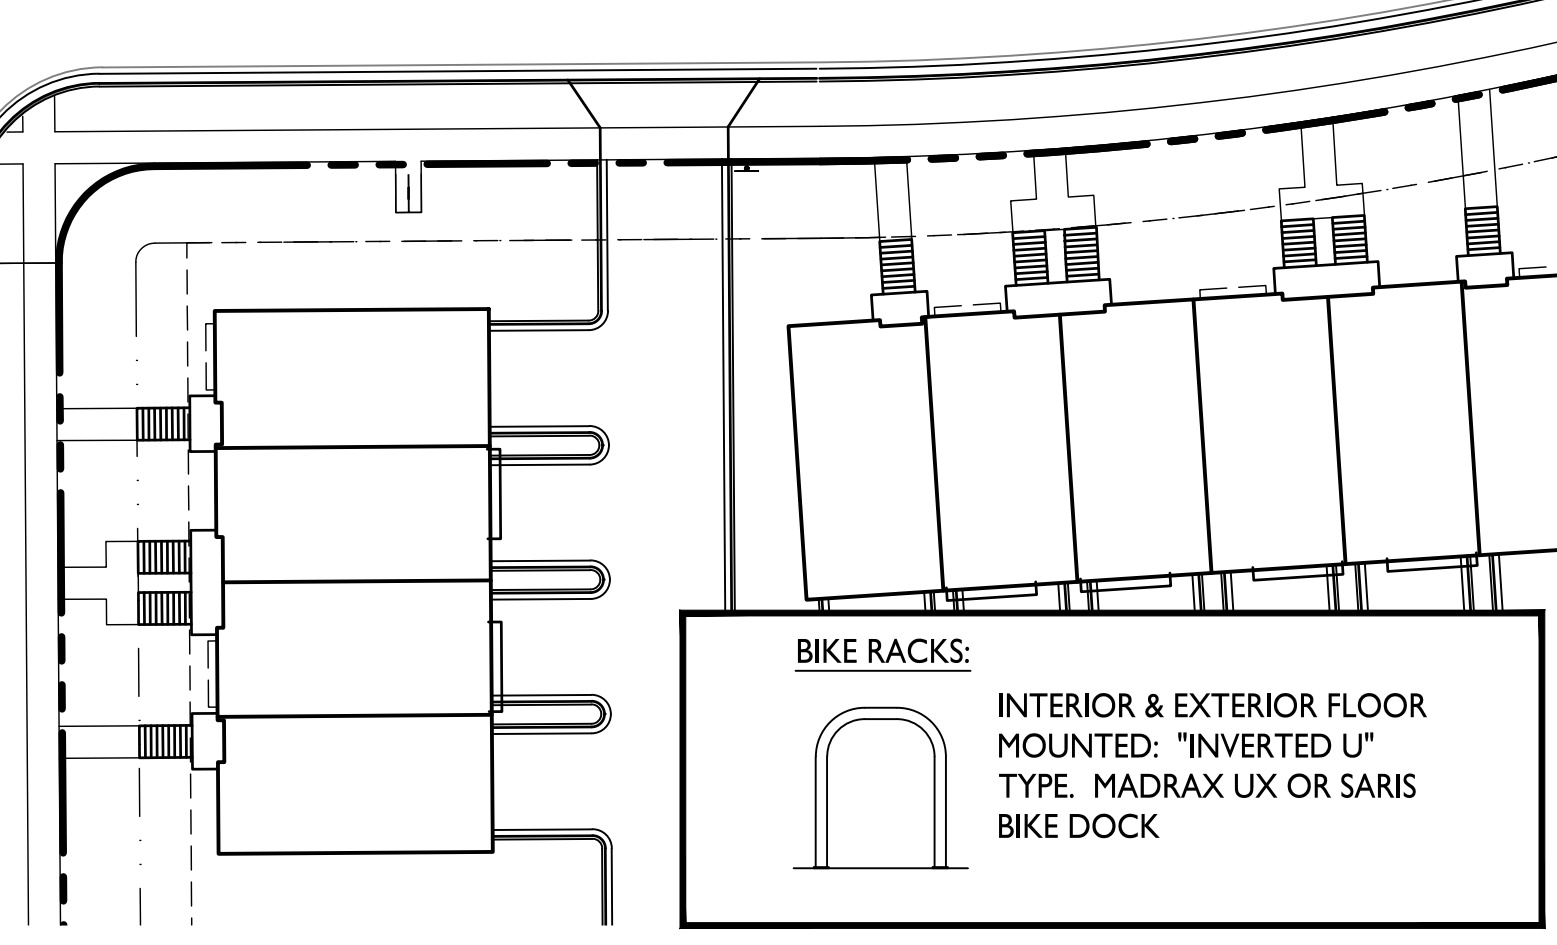 BIKE RACKS:
INTERIOR & EXTERIOR FLOOR
MOUNTED: "INVERTED U"
TYPE. MADRAX UX OR SARIS
BIKE DOCK